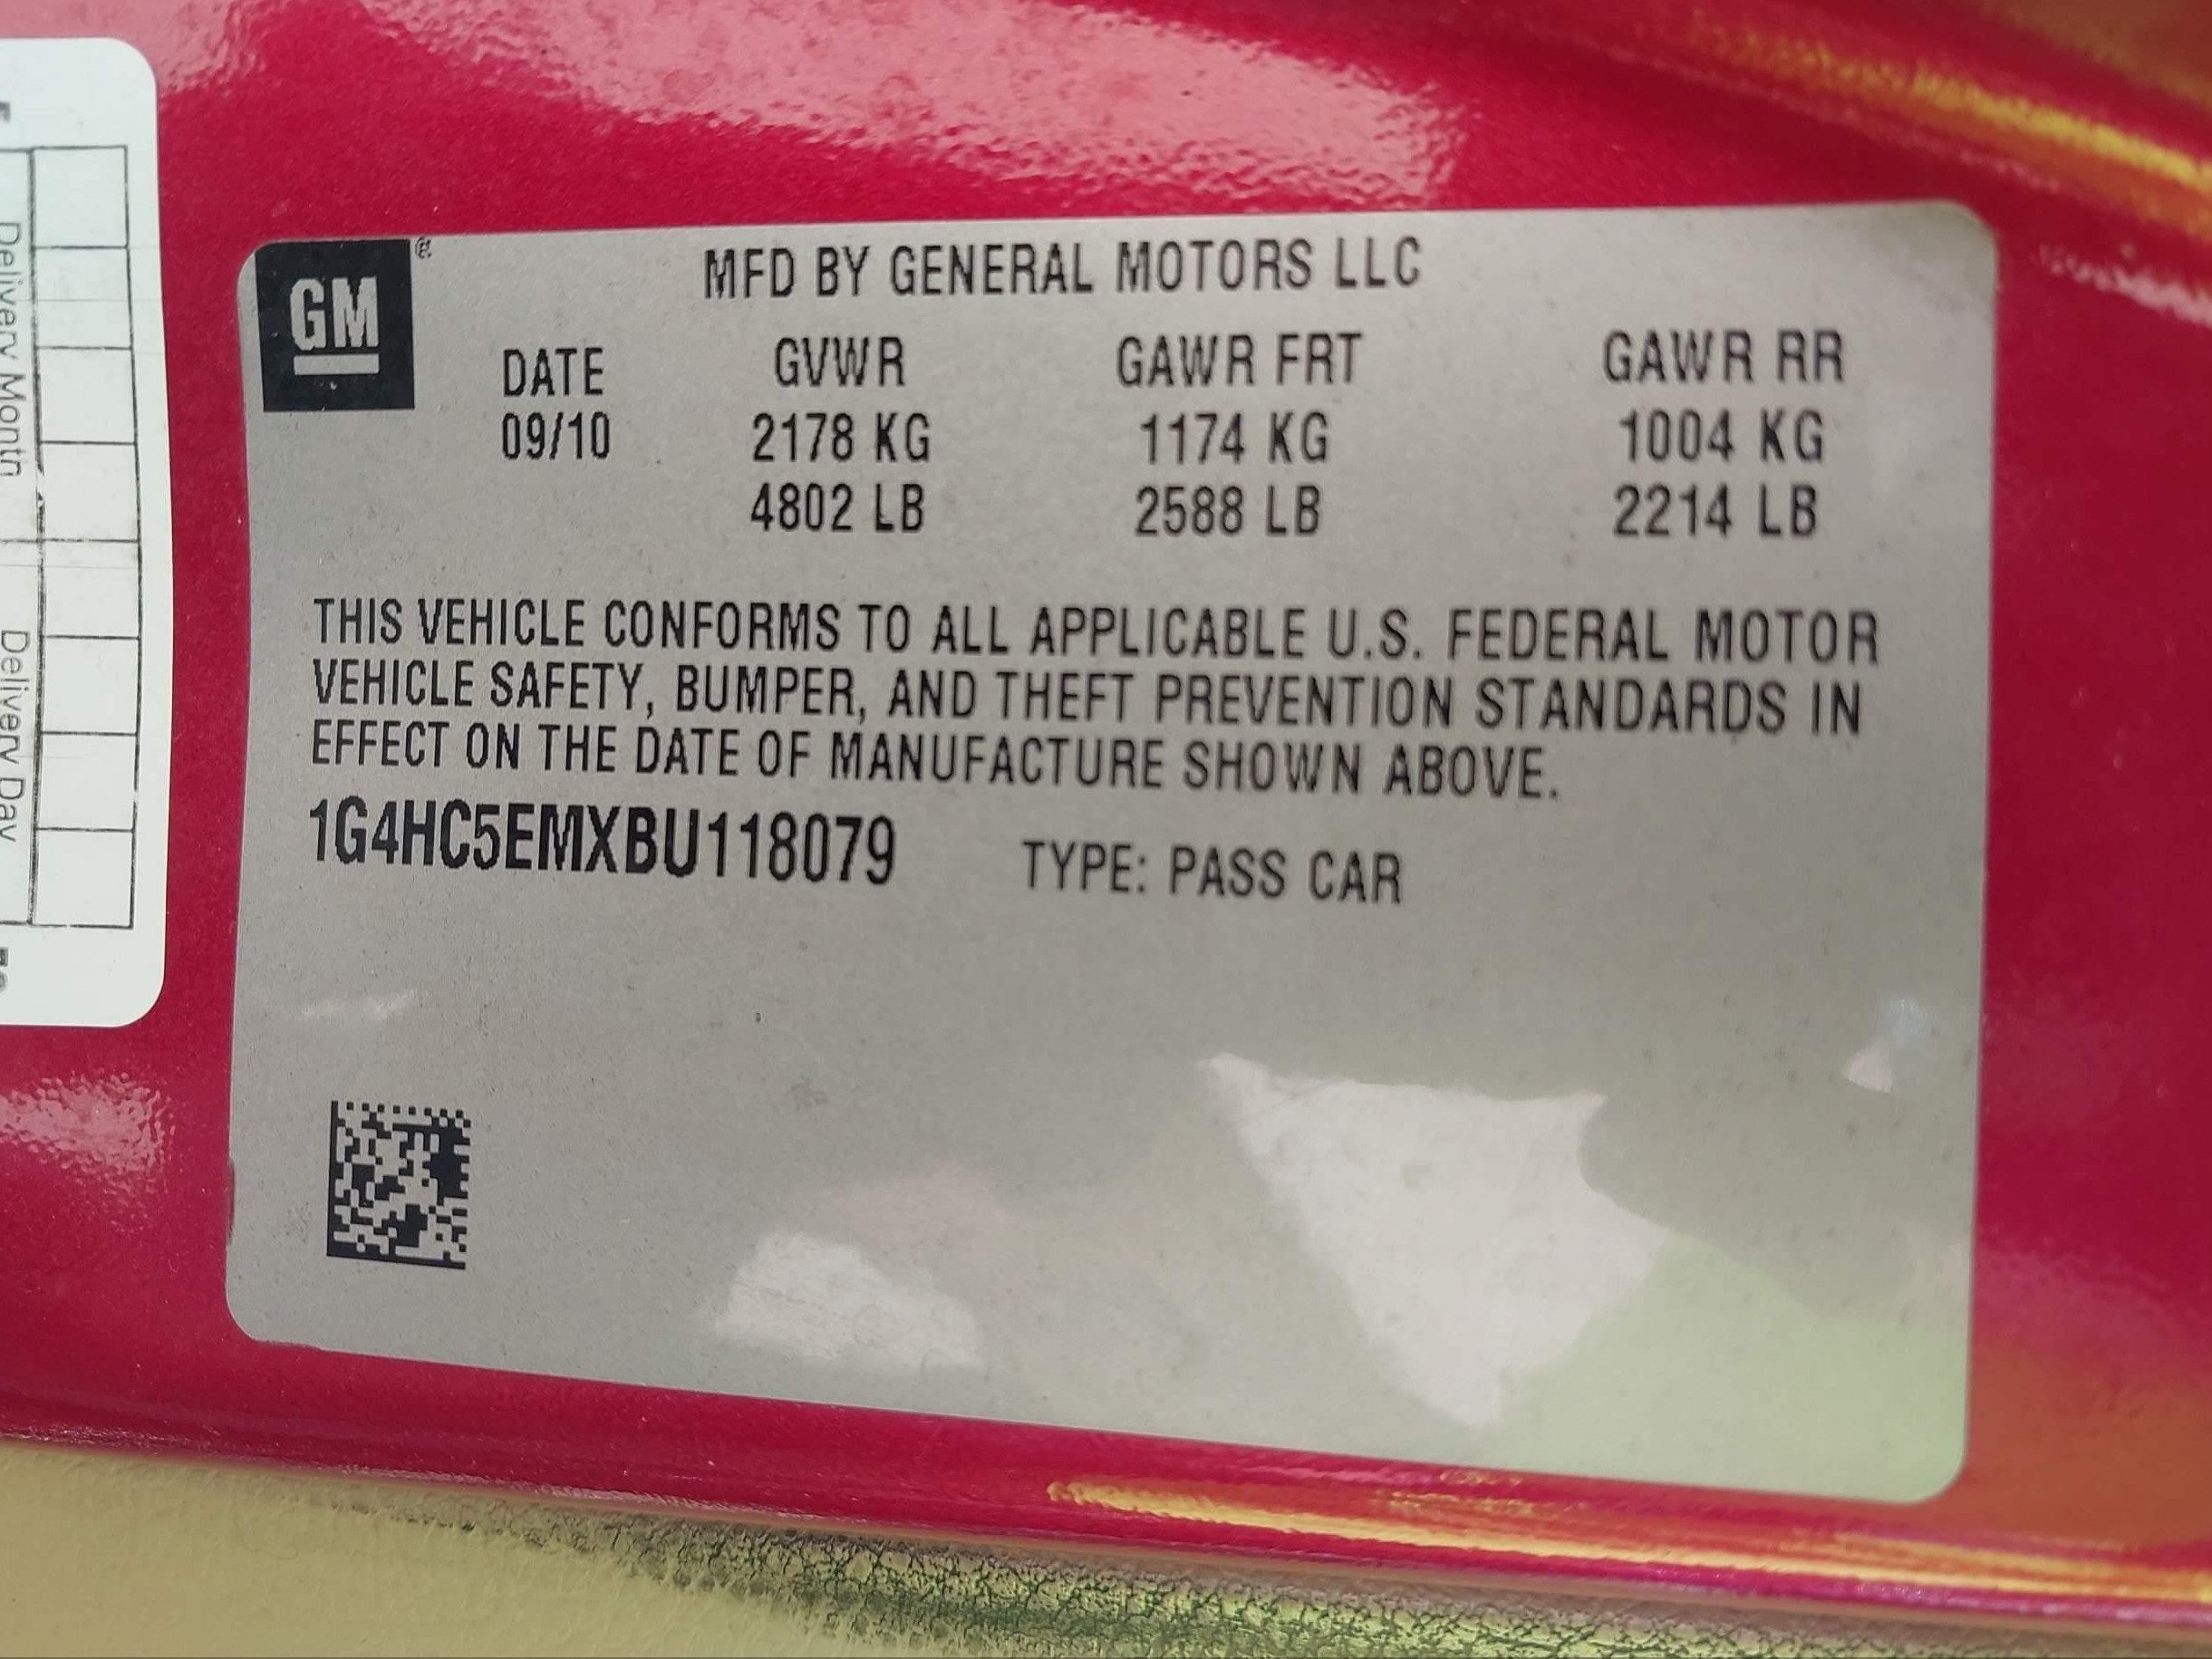 Delivery Month
Delivery Day
GM®
MFD BY GENERAL MOTORS LLC
DATE GVWR GAWR FRT GAWR RR
09/10 2178 KG 1174 KG 1004 KG
4802 LB 2588 LB 2214 LB
THIS VEHICLE CONFORMS TO ALL APPLICABLE U.S. FEDERAL MOTOR
VEHICLE SAFETY, BUMPER, AND THEFT PREVENTION STANDARDS IN
EFFECT ON THE DATE OF MANUFACTURE SHOWN ABOVE.
1G4HC5EMXBU118079 TYPE: PASS CAR